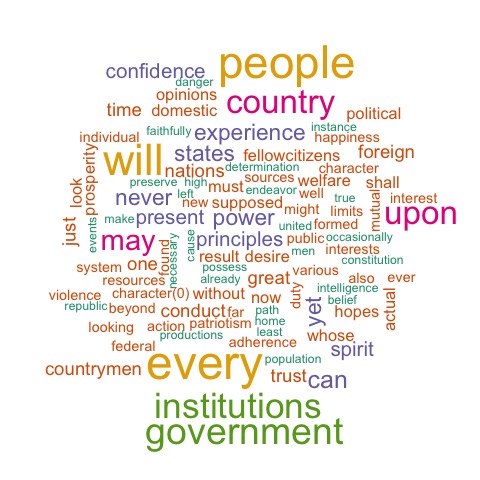 people
confidence
danger
opinions
country
time
domestic
political
individual
faithfully
experience
instance
happiness
will
states
fellowcitizens
foreign
nations
determination
character
look
prosperity
preserve
high
must
sources
welfare
shall
never
left
endeavor
well
true
interest
new
supposed
mutual
just
events
make
present
power
might
limits
upon
united
formed
may
found
necessary
cause
principles
public
occasionally
men
interests
constitution
system
one
result
desire
possess
various
resources
already
great
also
ever
violence
character(0)
without
now
duty
intelligence
republic
beyond
conduct
far
path
yet
belief
hopes
actual
looking
action
patriotism
home
least
whose
productions
federal
adherence
spirit
every
population
countrymen
trust
can
institutions
government